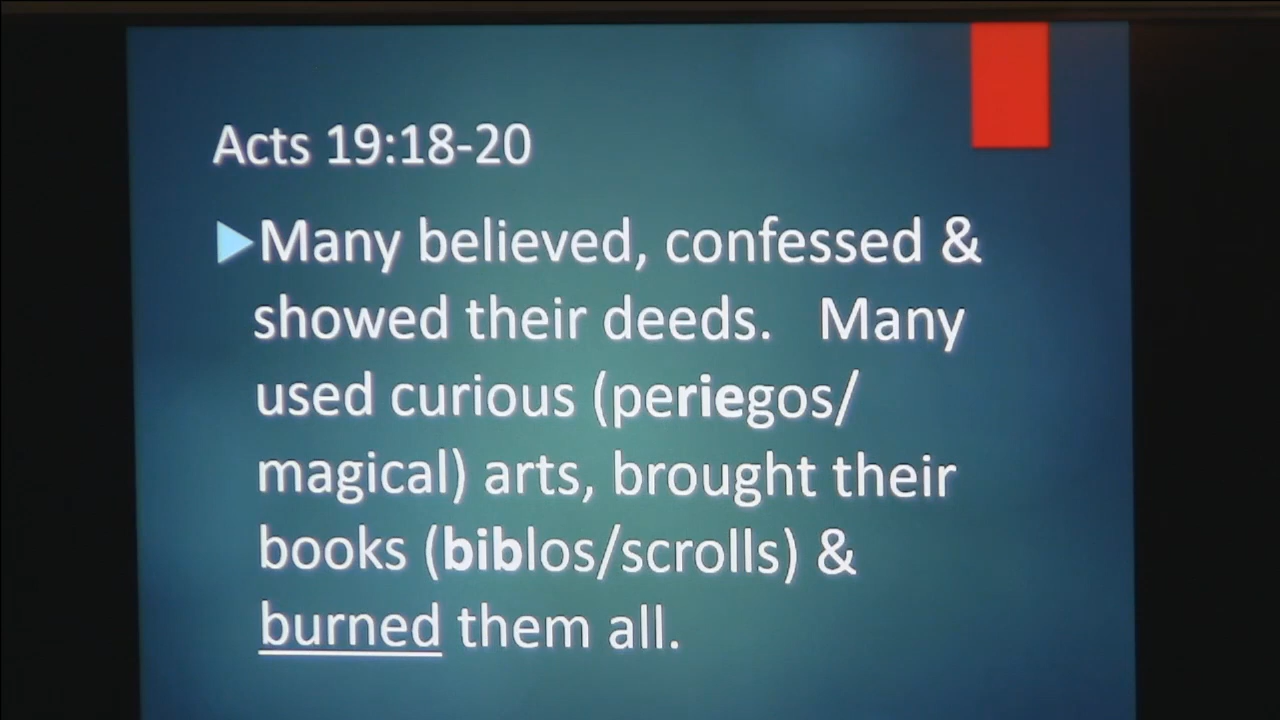 Acts 19:18-20
Many believed, confessed &
showed their deeds. Many
used curious (periegos/
magical) arts, brought their
books (biblos/scrolls) &
burned them all.